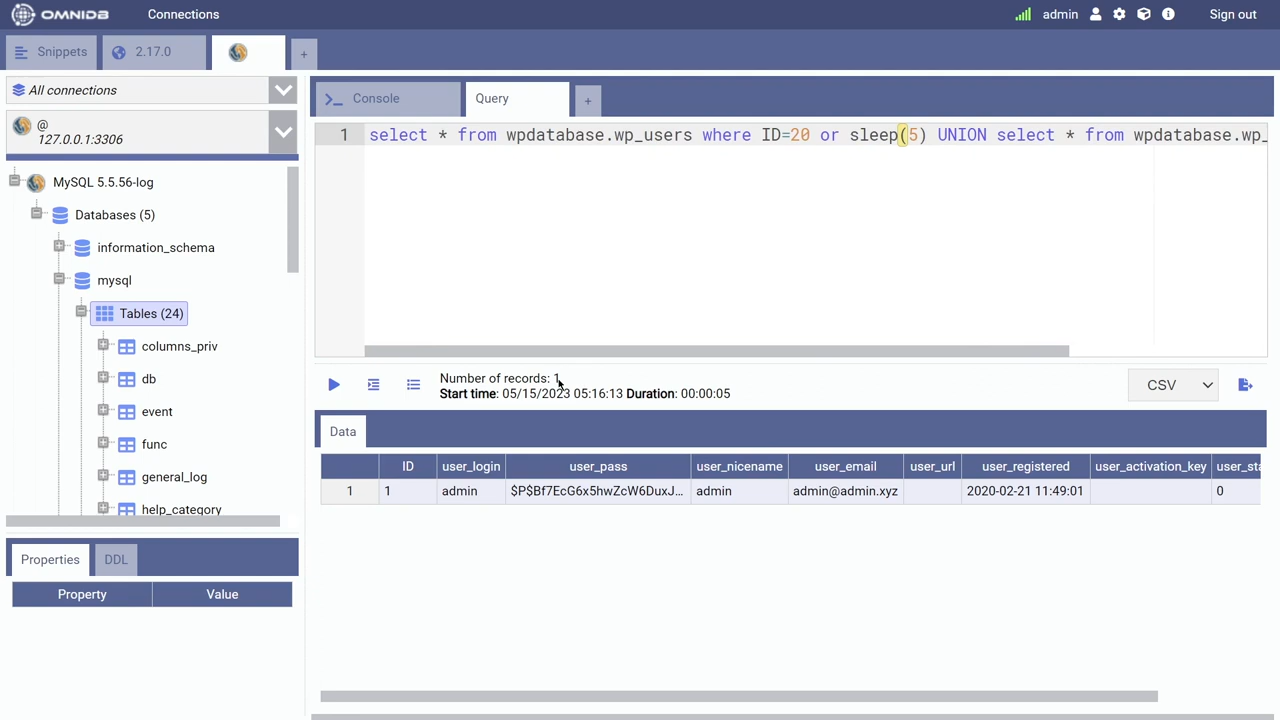 OMNIDB Connections admin Sign out
Snippets 2.17.0 +
All connections
@
127.0.0.1:3306
MySQL 5.5.56-log
Databases (5)
information_schema
mysql
Tables (24)
columns_priv
db
event
func
general_log
help_category
Properties DDL
Property Value
Console Query +
1 select * from wpdatabase.wp_users where ID=20 or sleep(5) UNION select * from wpdatabase.wp_
Number of records: 1
Start time: 05/15/2023 05:16:13 Duration: 00:00:05
CSV
Data
ID user_login user_pass user_nicename user_email user_url user_registered user_activation_key user_sta
1 1 admin $P$Bf7EcG6x5hwZcW6DuxJ... admin admin@admin.xyz 2020-02-21 11:49:01 0